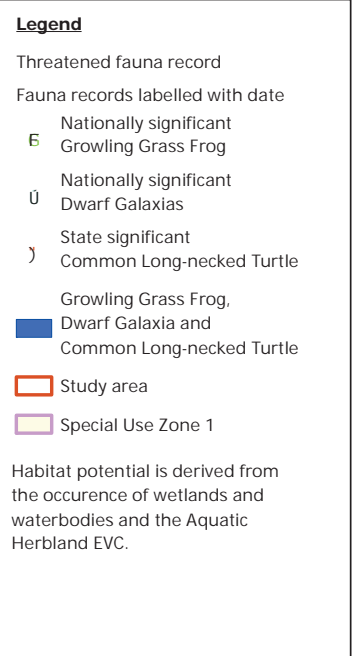 Legend
Threatened fauna record
Fauna records labelled with date
Nationally significant
Growling Grass Frog
Ú
Nationally significant
Dwarf Galaxias
State significant
Common Long-necked Turtle
Growling Grass Frog,
Dwarf Galaxia and
Common Long-necked Turtle
Study area
Special Use Zone 1
Habitat potential is derived from
the occurence of wetlands and
waterbodies and the Aquatic
Herbland EVC.